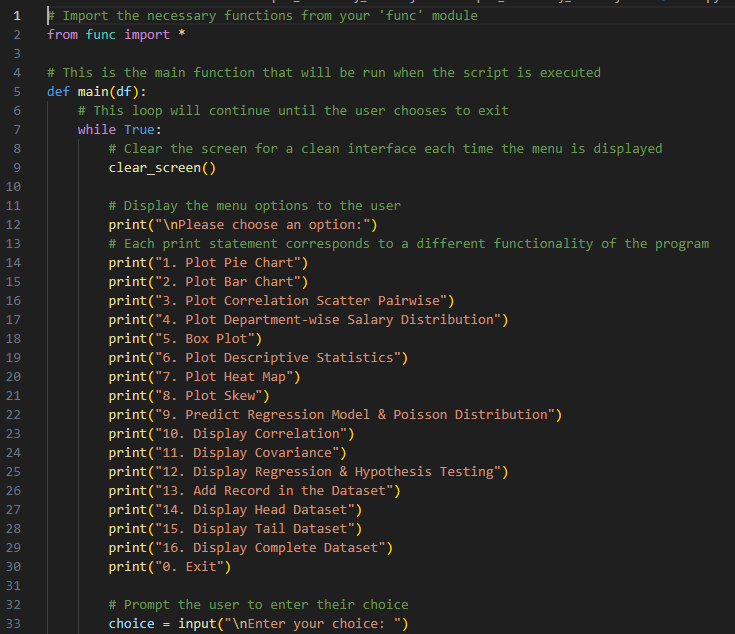 1 # Import the necessary functions from your 'func' module
2 from func import *
3
4 # This is the main function that will be run when the script is executed
5 def main(df):
6     # This loop will continue until the user chooses to exit
7     while True:
8         # Clear the screen for a clean interface each time the menu is displayed
9         clear_screen()
10
11         # Display the menu options to the user
12         print("\nPlease choose an option:")
13         # Each print statement corresponds to a different functionality of the program
14         print("1. Plot Pie Chart")
15         print("2. Plot Bar Chart")
16         print("3. Plot Correlation Scatter Pairwise")
17         print("4. Plot Department-wise Salary Distribution")
18         print("5. Box Plot")
19         print("6. Plot Descriptive Statistics")
20         print("7. Plot Heat Map")
21         print("8. Plot Skew")
22         print("9. Predict Regression Model & Poisson Distribution")
23         print("10. Display Correlation")
24         print("11. Display Covariance")
25         print("12. Display Regression & Hypothesis Testing")
26         print("13. Add Record in the Dataset")
27         print("14. Display Head Dataset")
28         print("15. Display Tail Dataset")
29         print("16. Display Complete Dataset")
30         print("0. Exit")
31
32         # Prompt the user to enter their choice
33         choice = input("\nEnter your choice: ")